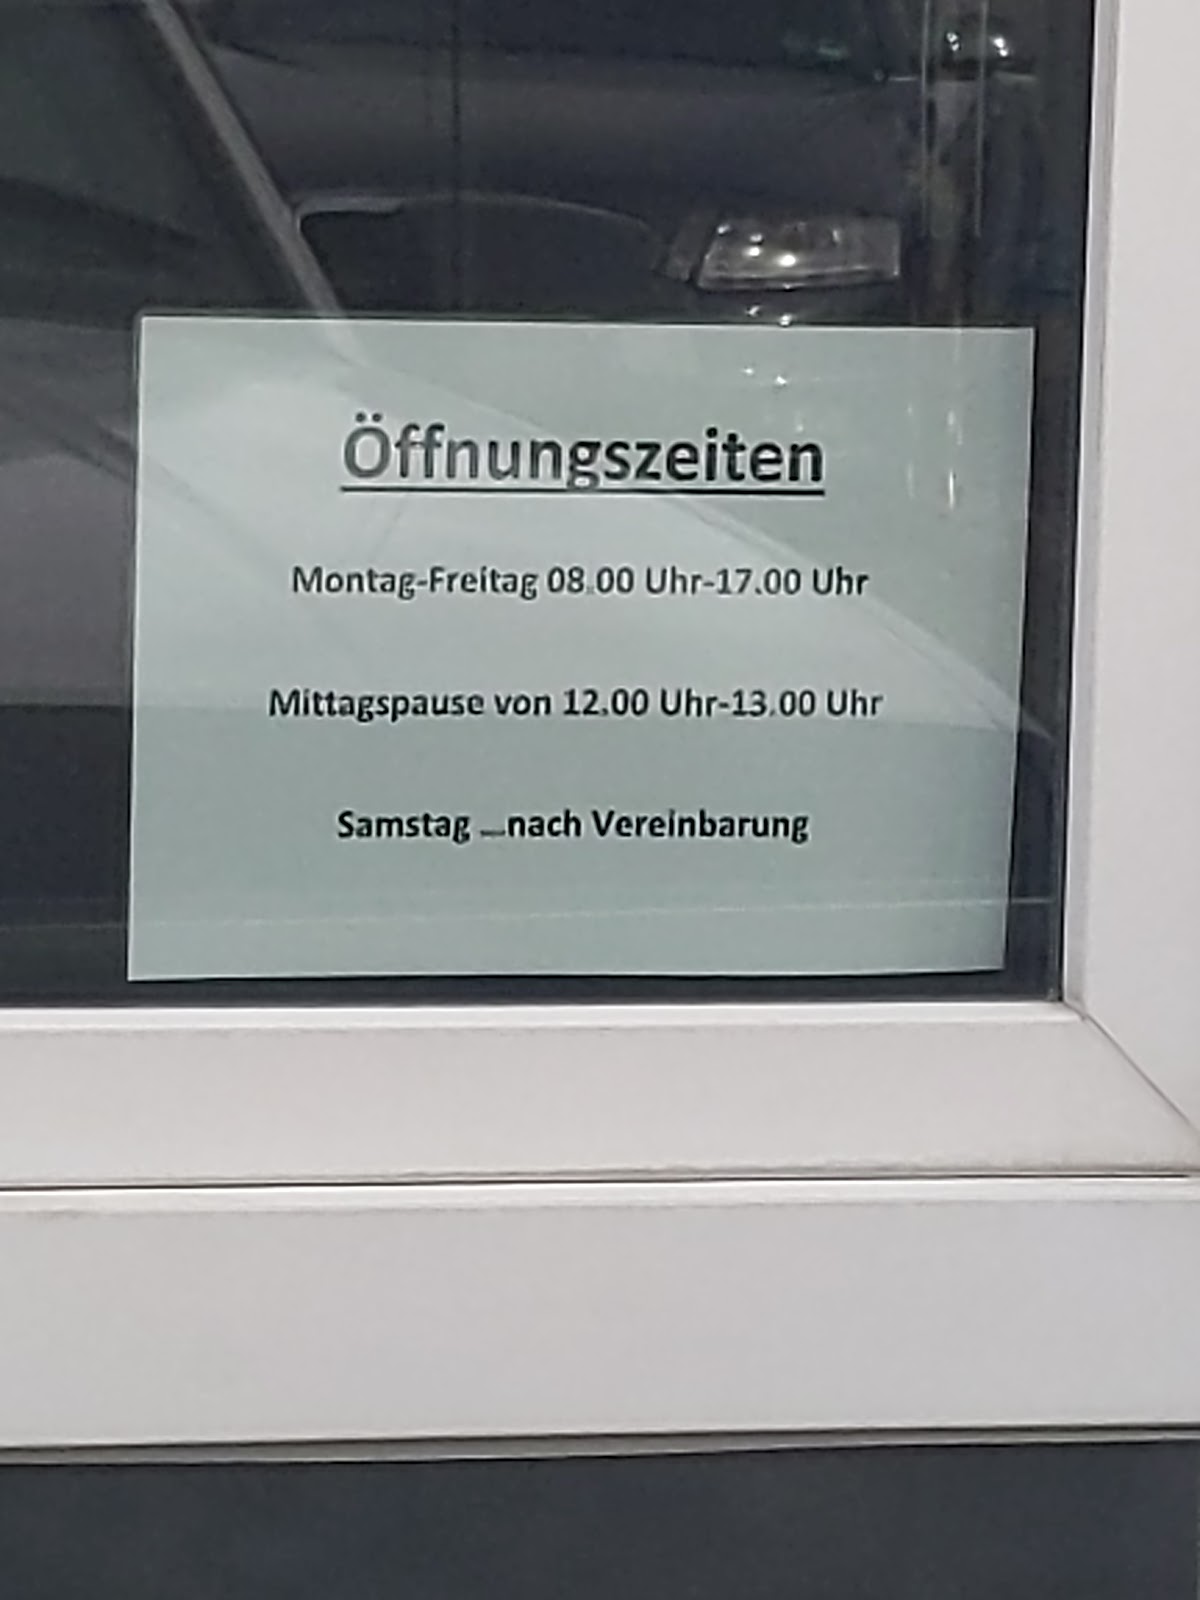 Öffnungszeiten
Montag-Freitag 08.00 Uhr-17.00 Uhr
Mittagspause von 12.00 Uhr-13.00 Uhr
Samstag ...nach Vereinbarung